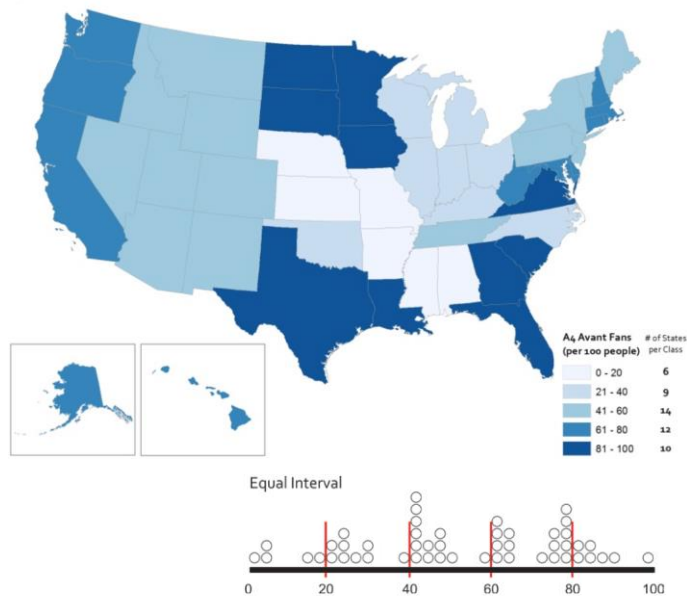 A4 Avant Fans # of States
(per 100 people) per Class
0 - 20 6
21 - 40 9
41 - 60 14
61 - 80 12
81 - 100 10
Equal Interval
0 20 40 60 80 100